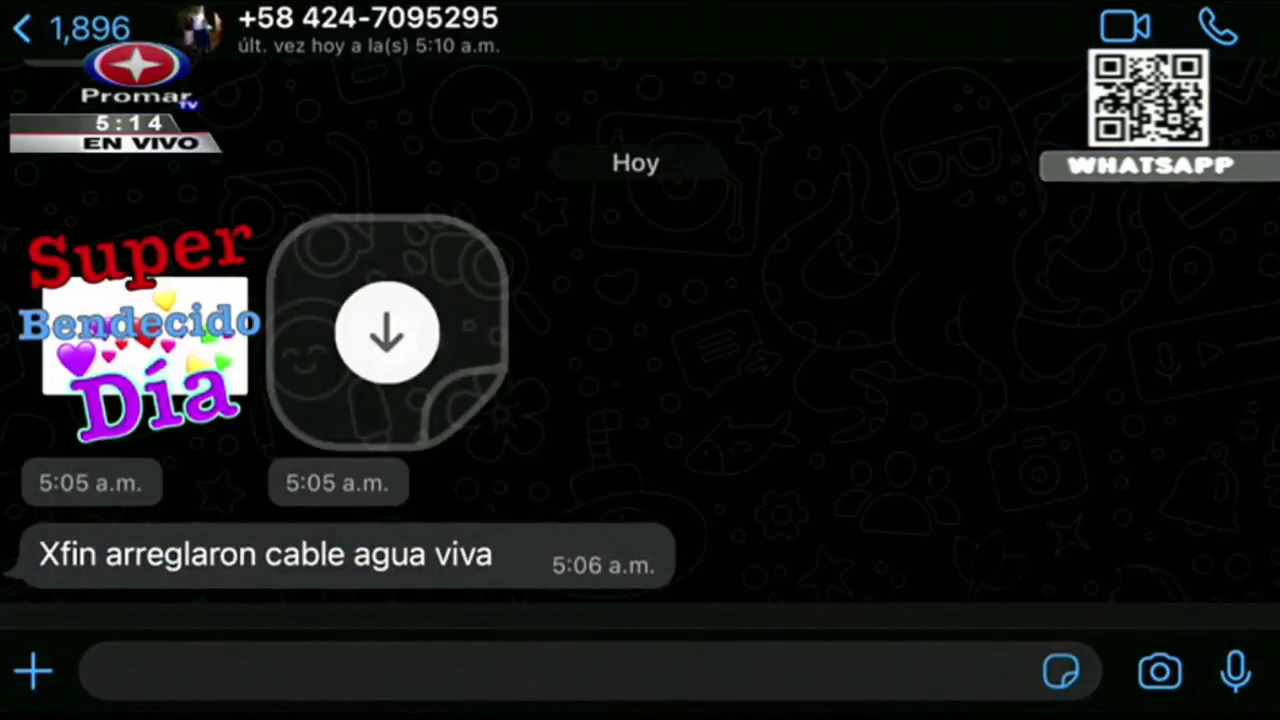 1,896
+58 424-7095295
últ. vez hoy a la(s) 5:10 a.m.
Promar TV
5:14
EN VIVO
WHATSAPP
Hoy
Super
Bendecido
Día
5:05 a.m.
5:05 a.m.
Xfin arreglaron cable agua viva
5:06 a.m.